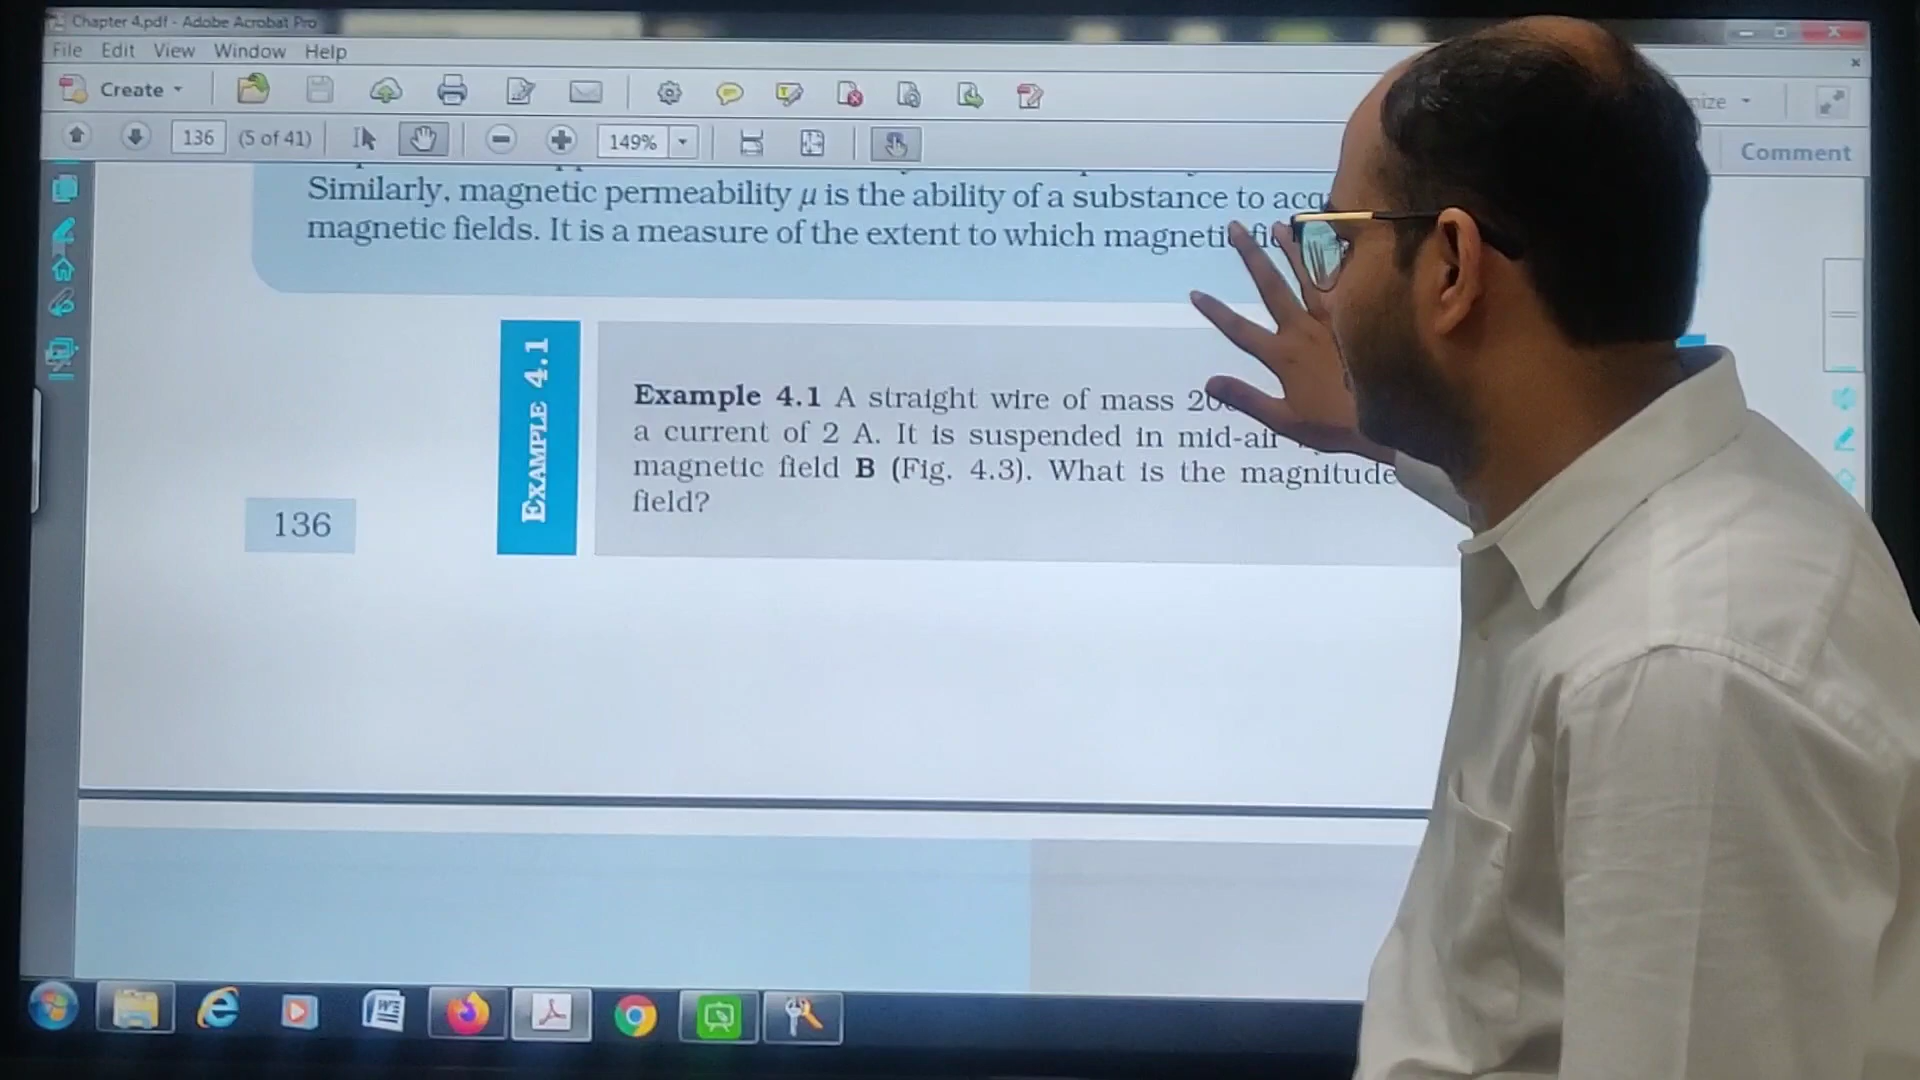 Chapter 4.pdf - Adobe Acrobat Pro
File Edit View Window Help
Create
136 (5 of 41) 149%
Comment
Similarly, magnetic permeability μ is the ability of a substance to
magnetic fields. It is a measure of the extent to which
EXAMPLE 4.1
Example 4.1 A straight wire of mass
a current of 2 A. It is suspended in mid-air
magnetic field B (Fig. 4.3). What is the magnitude
field?
136